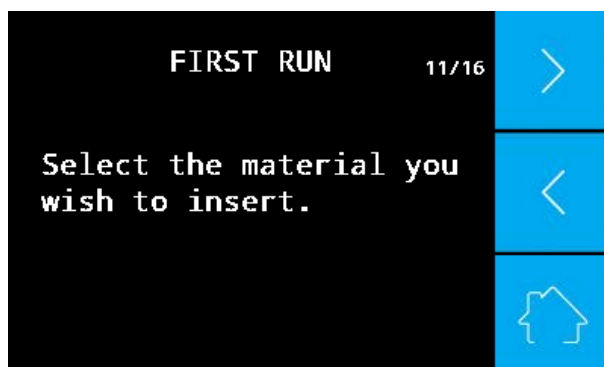 FIRST RUN 11/16
Select the material you
wish to insert.